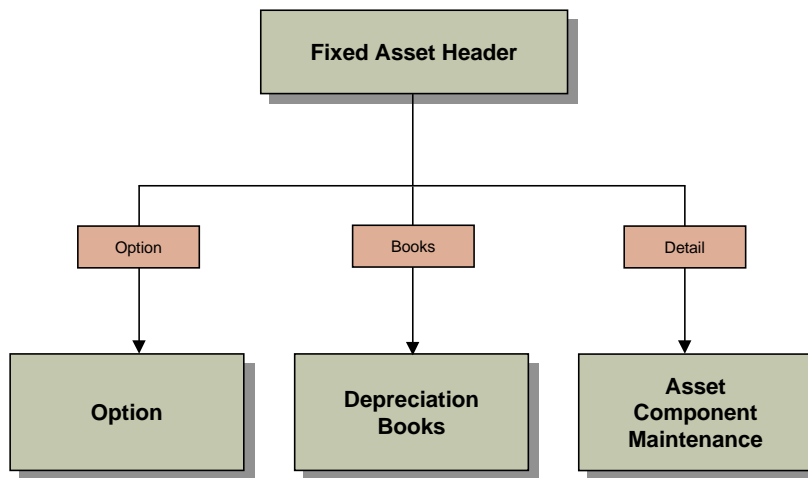 Fixed Asset Header
Option
Books
Detail
Option
Depreciation
Books
Asset
Component
Maintenance